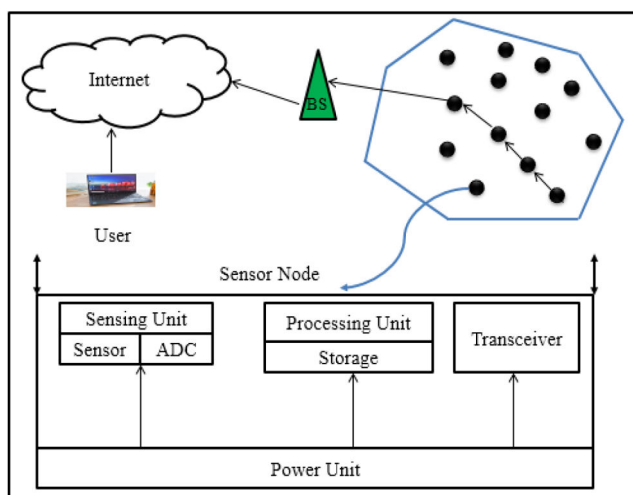 Internet
BS
User
Sensor Node
Sensing Unit
Sensor ADC
Processing Unit
Storage
Transceiver
Power Unit